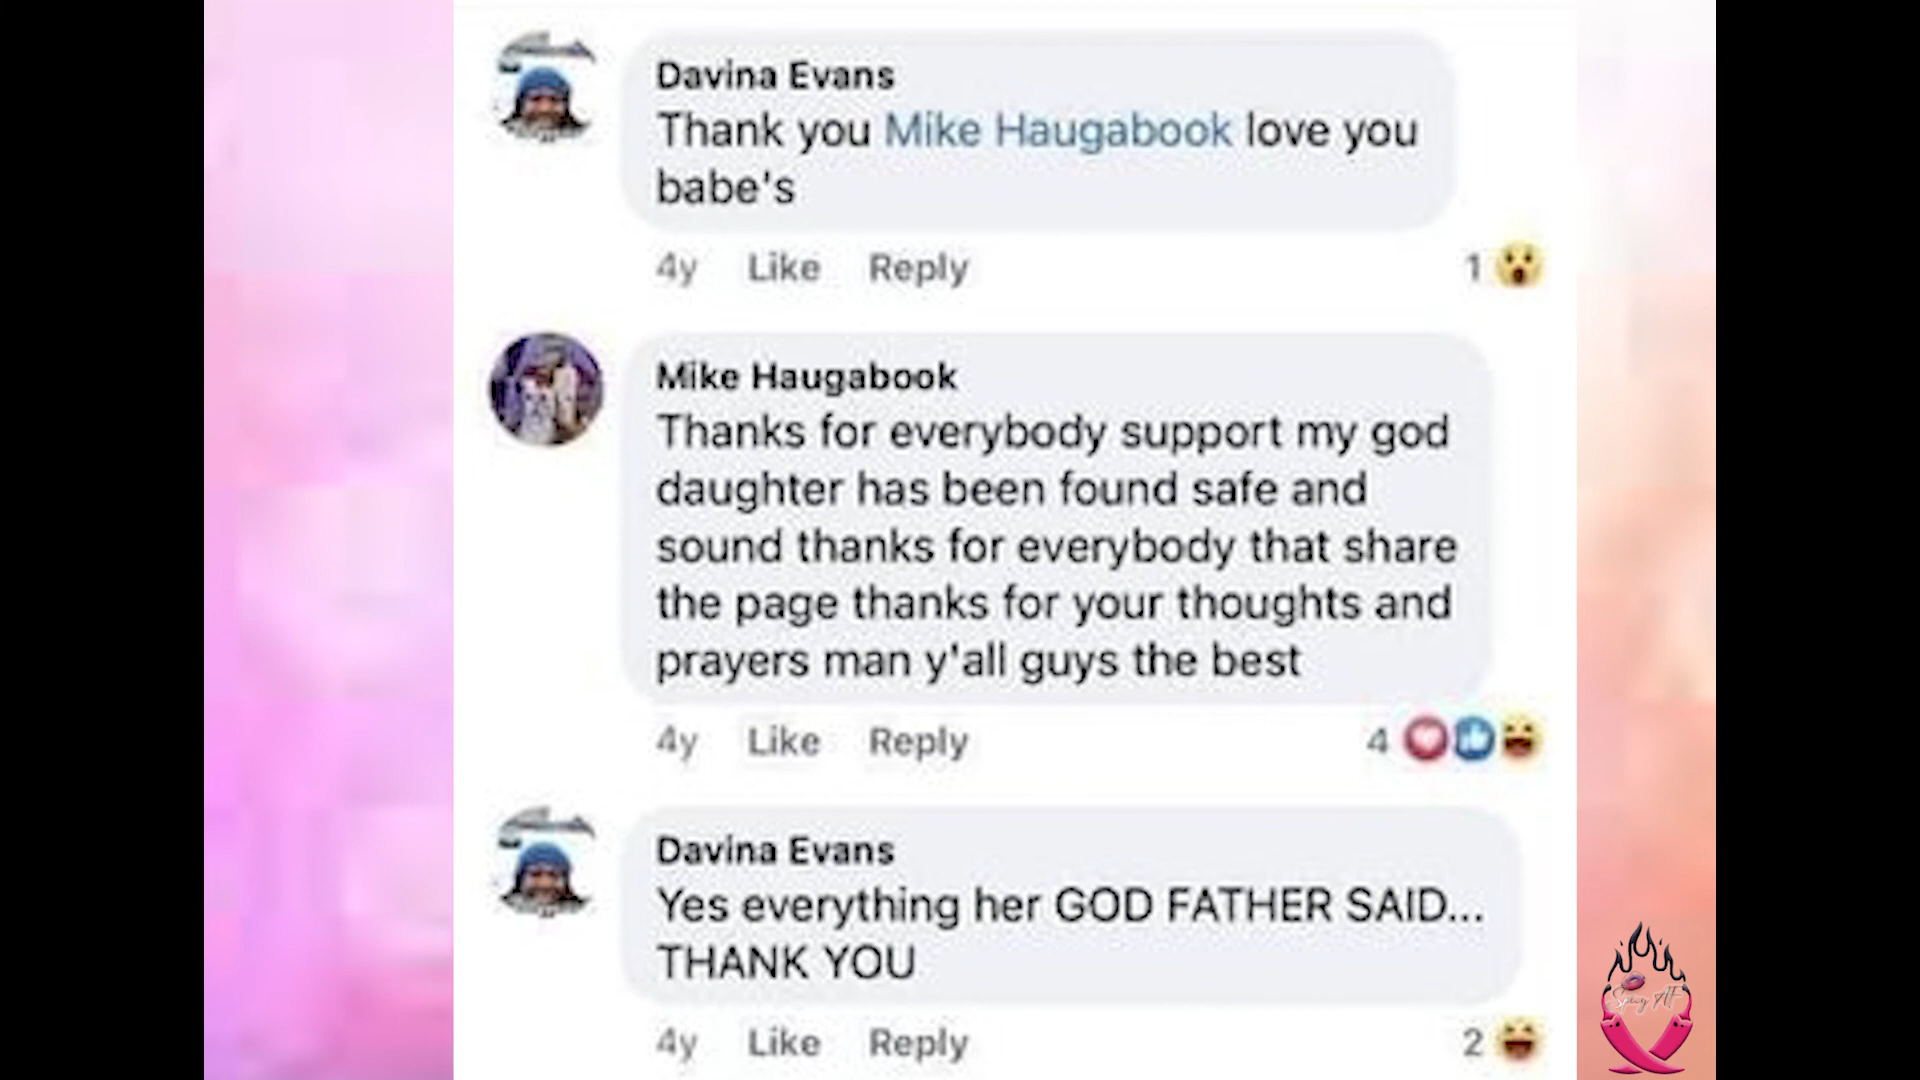 Davina Evans
Thank you Mike Haugabook love you
babe's
4y Like Reply 1
Mike Haugabook
Thanks for everybody support my god
daughter has been found safe and
sound thanks for everybody that share
the page thanks for your thoughts and
prayers man y'all guys the best
4y Like Reply 4
Davina Evans
Yes everything her GOD FATHER SAID...
THANK YOU
4y Like Reply 2
Spicy AF